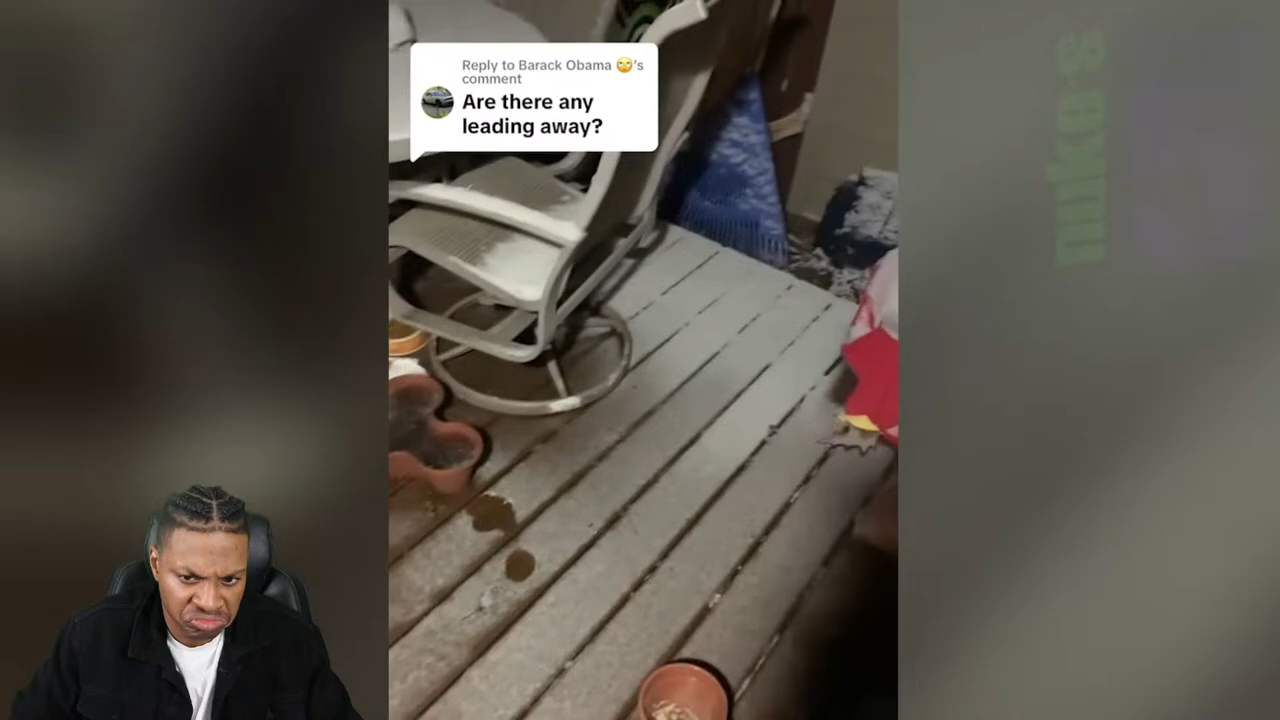 Reply to Barack Obama 🙄's
comment
Are there any
leading away?